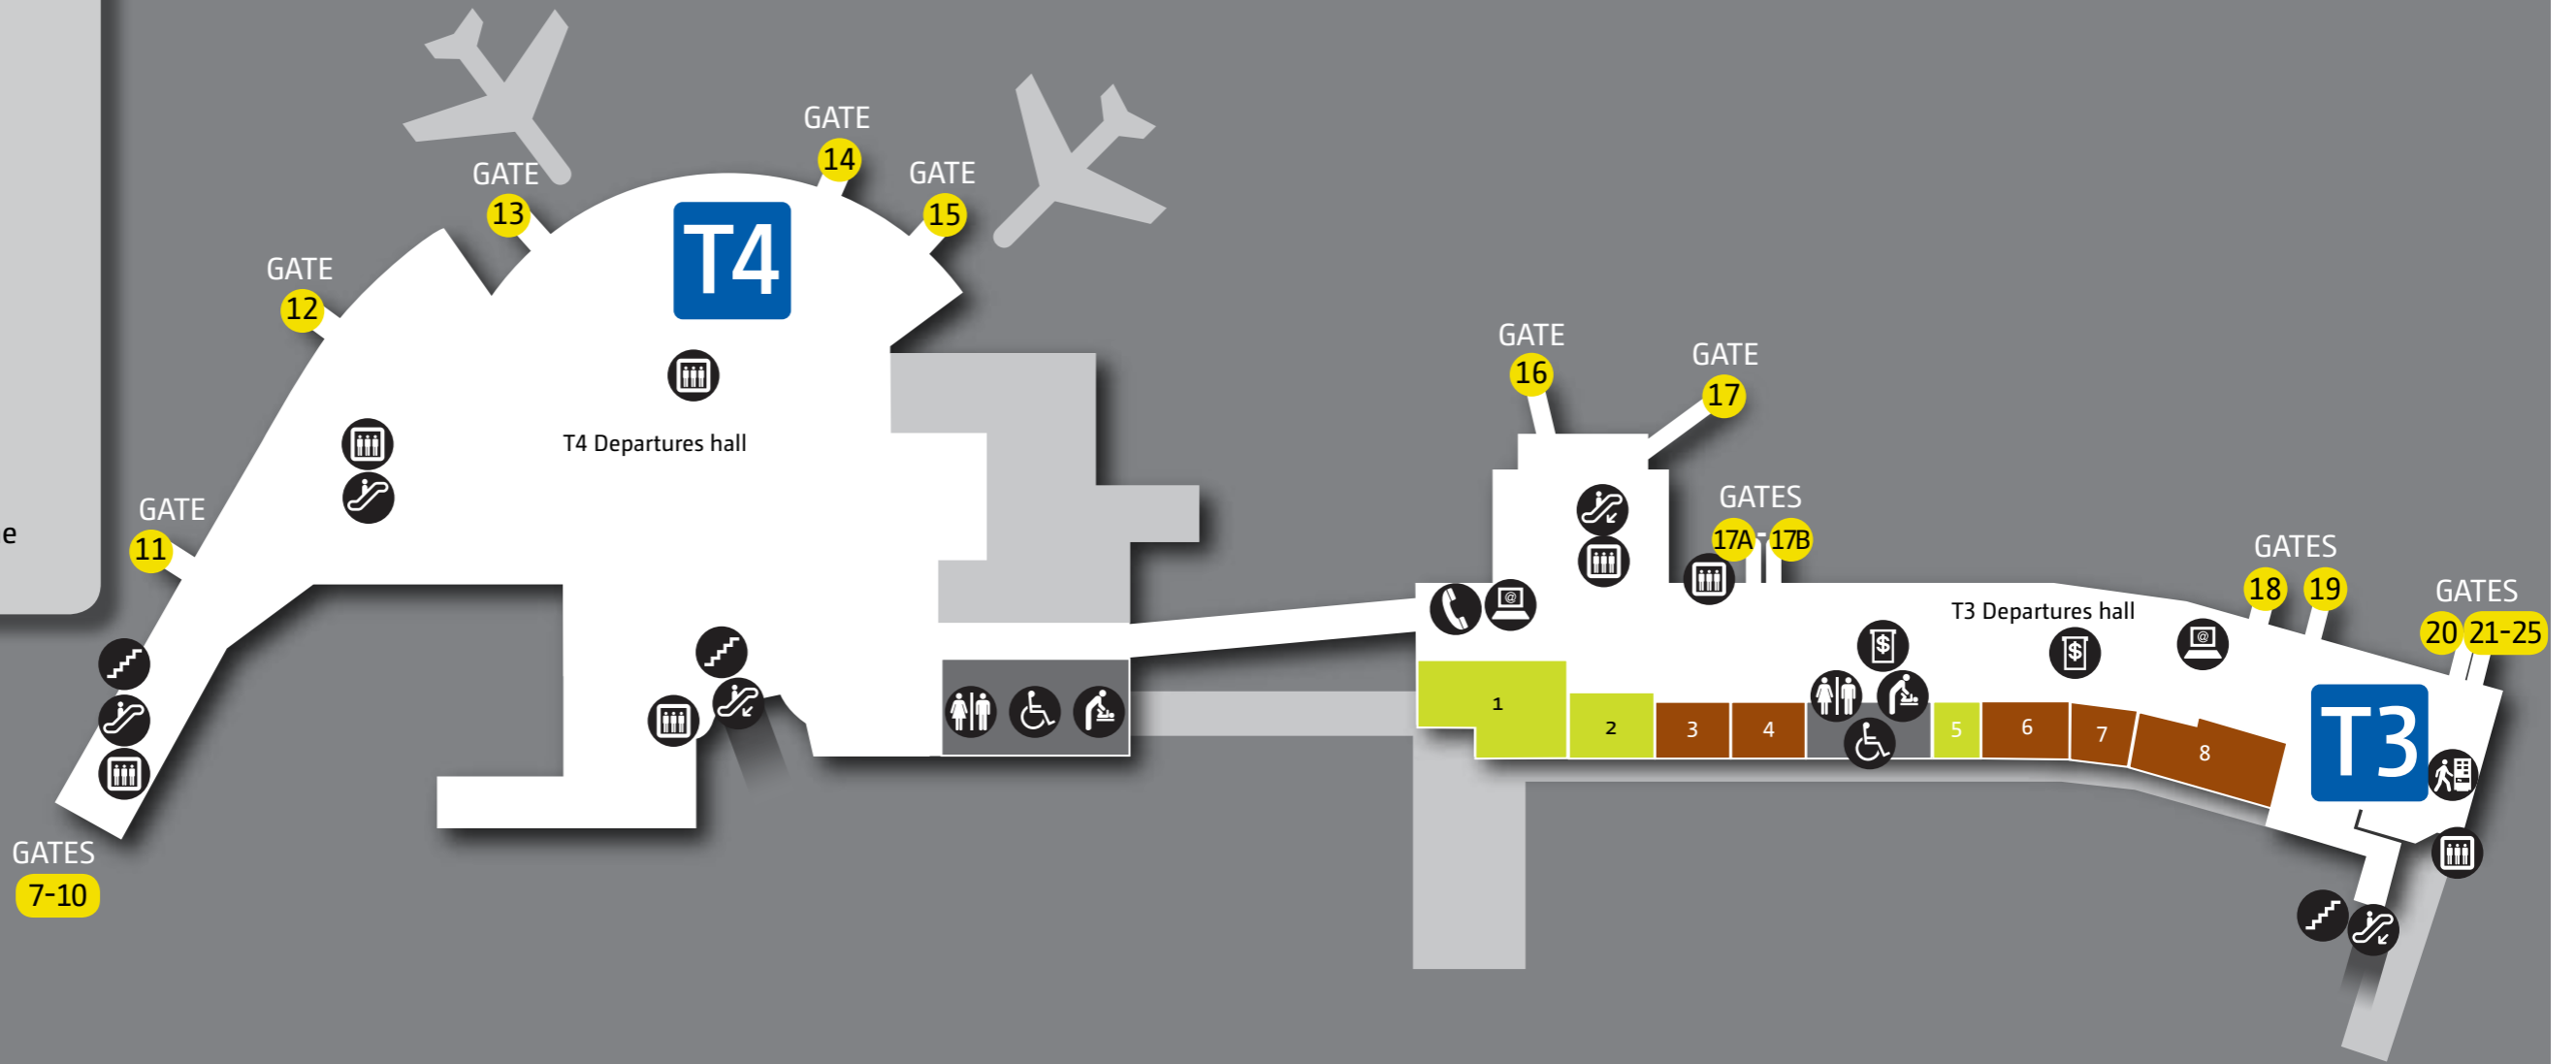 GATE
14
GATE
13
GATE
15
T4
GATE
12
GATE
16
GATE
17
T4 Departures hall
GATE
11
GATES
17A-17B
e
GATES
18 19
GATES
20 21-25
T3 Departures hall
1
2
3
4
5
6
7
8
T3
GATES
7-10